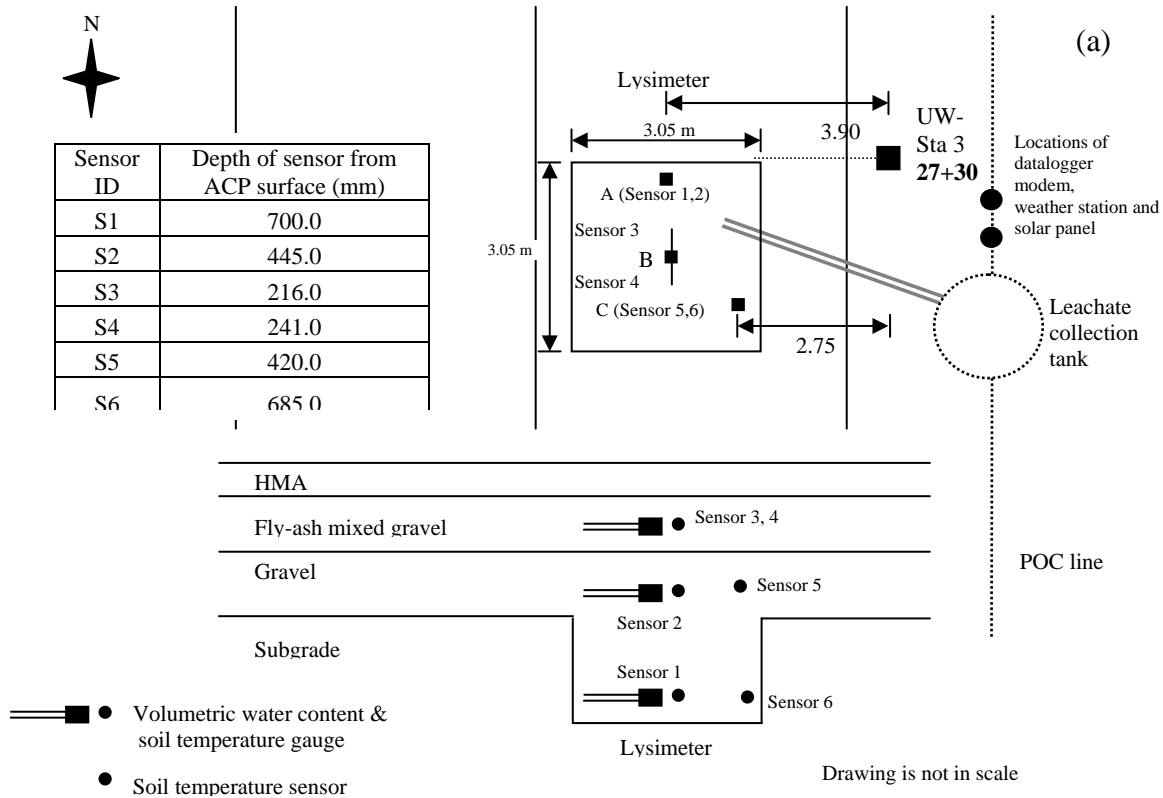 N
(a)
Lysimeter
3.05 m
3.90
UW-
Sta 3
27+30
Locations of
datalogger
modem,
weather station and
solar panel
Sensor ID | Depth of sensor from ACP surface (mm)
S1 | 700.0
S2 | 445.0
S3 | 216.0
S4 | 241.0
S5 | 420.0
S6 | 685.0
A (Sensor 1,2)
Sensor 3
3.05 m
B
Sensor 4
C (Sensor 5,6)
2.75
Leachate
collection
tank
HMA
Fly-ash mixed gravel
Sensor 3, 4
Gravel
Sensor 5
POC line
Sensor 2
Subgrade
Sensor 1
Sensor 6
Volumetric water content &
soil temperature gauge
Lysimeter
Soil temperature sensor
Drawing is not in scale